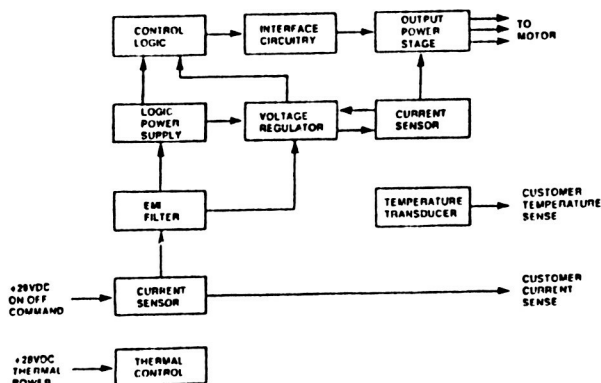 CONTROL
LOGIC
INTERFACE
CIRCUITRY
OUTPUT
POWER
STAGE
TO
MOTOR
LOGIC
POWER
SUPPLY
VOLTAGE
REGULATOR
CURRENT
SENSOR
EMI
FILTER
TEMPERATURE
TRANSDUCER
CUSTOMER
TEMPERATURE
SENSE
+28VDC
ON OFF
COMMAND
CURRENT
SENSOR
CUSTOMER
CURRENT
SENSE
+28VDC
THERMAL
POWER
THERMAL
CONTROL